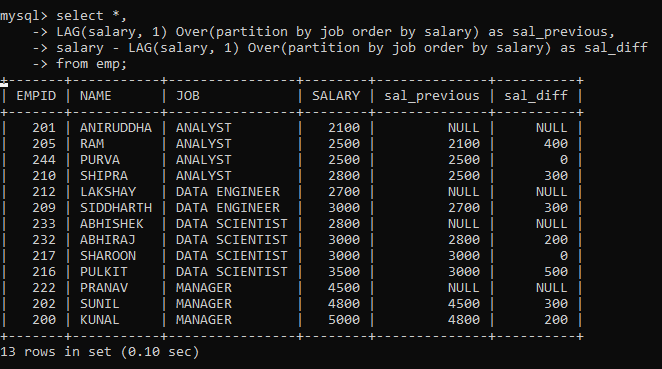 mysql> select *,
    -> LAG(salary, 1) Over(partition by job order by salary) as sal_previous,
    -> salary - LAG(salary, 1) Over(partition by job order by salary) as sal_diff
    -> from emp;
+-------+-----------+----------------+--------+--------------+----------+
| EMPID | NAME      | JOB            | SALARY | sal_previous | sal_diff |
+-------+-----------+----------------+--------+--------------+----------+
|   201 | ANIRUDDHA | ANALYST        |   2100 |         NULL |     NULL |
|   205 | RAM       | ANALYST        |   2500 |         2100 |      400 |
|   244 | PURVA     | ANALYST        |   2500 |         2500 |        0 |
|   210 | SHIPRA    | ANALYST        |   2800 |         2500 |      300 |
|   212 | LAKSHAY   | DATA ENGINEER  |   2700 |         NULL |     NULL |
|   209 | SIDDHARTH | DATA ENGINEER  |   3000 |         2700 |      300 |
|   233 | ABHISHEK  | DATA SCIENTIST |   2800 |         NULL |     NULL |
|   232 | ABHIRAJ   | DATA SCIENTIST |   3000 |         2800 |      200 |
|   217 | SHAROON   | DATA SCIENTIST |   3000 |         3000 |        0 |
|   216 | PULKIT    | DATA SCIENTIST |   3500 |         3000 |      500 |
|   222 | PRANAV    | MANAGER        |   4500 |         NULL |     NULL |
|   202 | SUNIL     | MANAGER        |   4800 |         4500 |      300 |
|   200 | KUNAL     | MANAGER        |   5000 |         4800 |      200 |
+-------+-----------+----------------+--------+--------------+----------+
13 rows in set (0.10 sec)